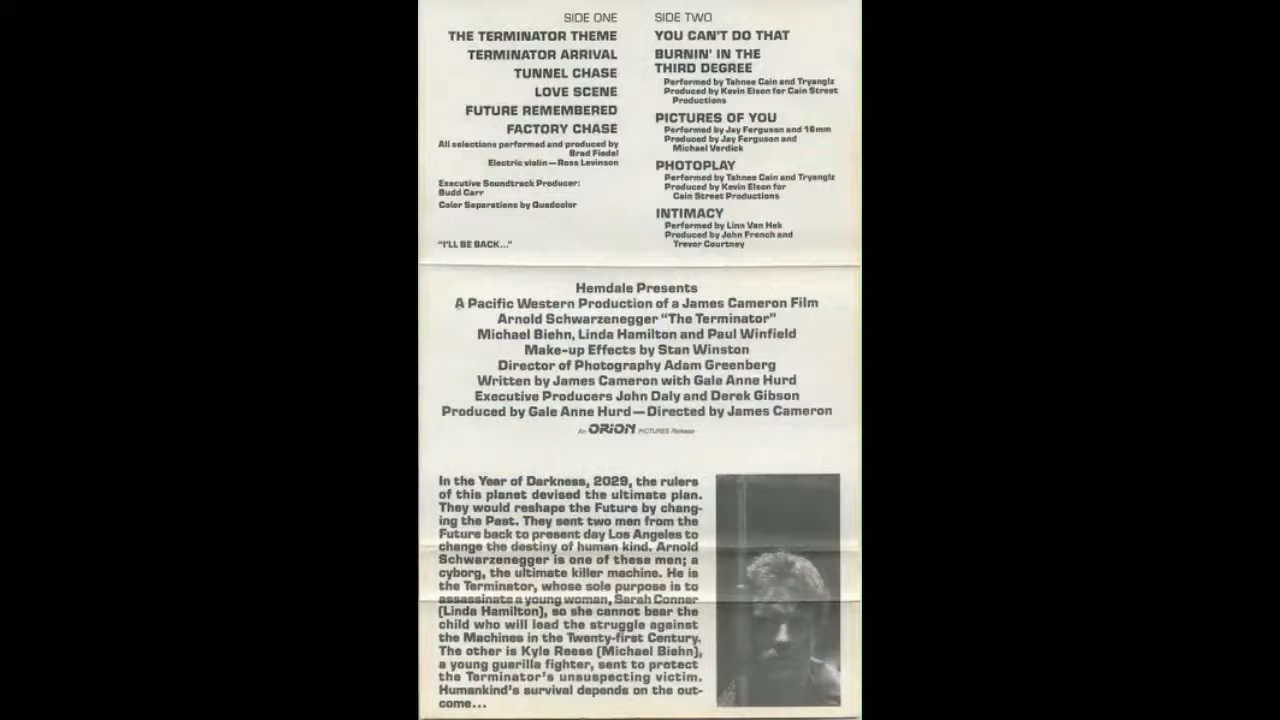 SIDE ONE
THE TERMINATOR THEME
TERMINATOR ARRIVAL
TUNNEL CHASE
LOVE SCENE
FUTURE REMEMBERED
FACTORY CHASE
All selections performed and produced by
Brad Fiedel
Electric violin—Ross Levinson
Executive Soundtrack Producer:
Budd Carr
Color Separations by Quadcolor
"I'LL BE BACK..."
SIDE TWO
YOU CAN'T DO THAT
BURNIN' IN THE
THIRD DEGREE
Performed by Tahnee Cain and Tryanglz
Produced by Kevin Elson for Cain Street
Productions
PICTURES OF YOU
Performed by Jay Ferguson and 16mm
Produced by Jay Ferguson and
Michael Verdick
PHOTOPLAY
Performed by Tahnee Cain and Tryanglz
Produced by Kevin Elson for
Cain Street Productions
INTIMACY
Performed by Linn Van Hek
Produced by John French and
Trevor Courtney
Hemdale Presents
A Pacific Western Production of a James Cameron Film
Arnold Schwarzenegger "The Terminator"
Michael Biehn, Linda Hamilton and Paul Winfield
Make-up Effects by Stan Winston
Director of Photography Adam Greenberg
Written by James Cameron with Gale Anne Hurd
Executive Producers John Daly and Derek Gibson
Produced by Gale Anne Hurd—Directed by James Cameron
An ORION PICTURES Release
In the Year of Darkness, 2029, the rulers
of this planet devised the ultimate plan.
They would reshape the Future by chang-
ing the Past. They sent two men from the
Future back to present day Los Angeles to
change the destiny of human kind. Arnold
Schwarzenegger is one of these men; a
cyborg, the ultimate killer machine. He is
the Terminator, whose sole purpose is to
assassinate a young woman, Sarah Connor
(Linda Hamilton), so she cannot bear the
child who will lead the struggle against
the Machines in the Twenty-first Century.
The other is Kyle Reese (Michael Biehn),
a young guerilla fighter, sent to protect
the Terminator's unsuspecting victim.
Humankind's survival depends on the out-
come...